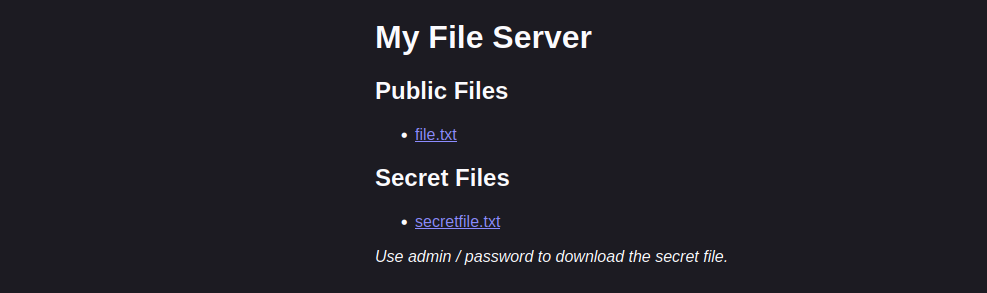 My File Server
Public Files
file.txt
Secret Files
secretfile.txt
Use admin / password to download the secret file.